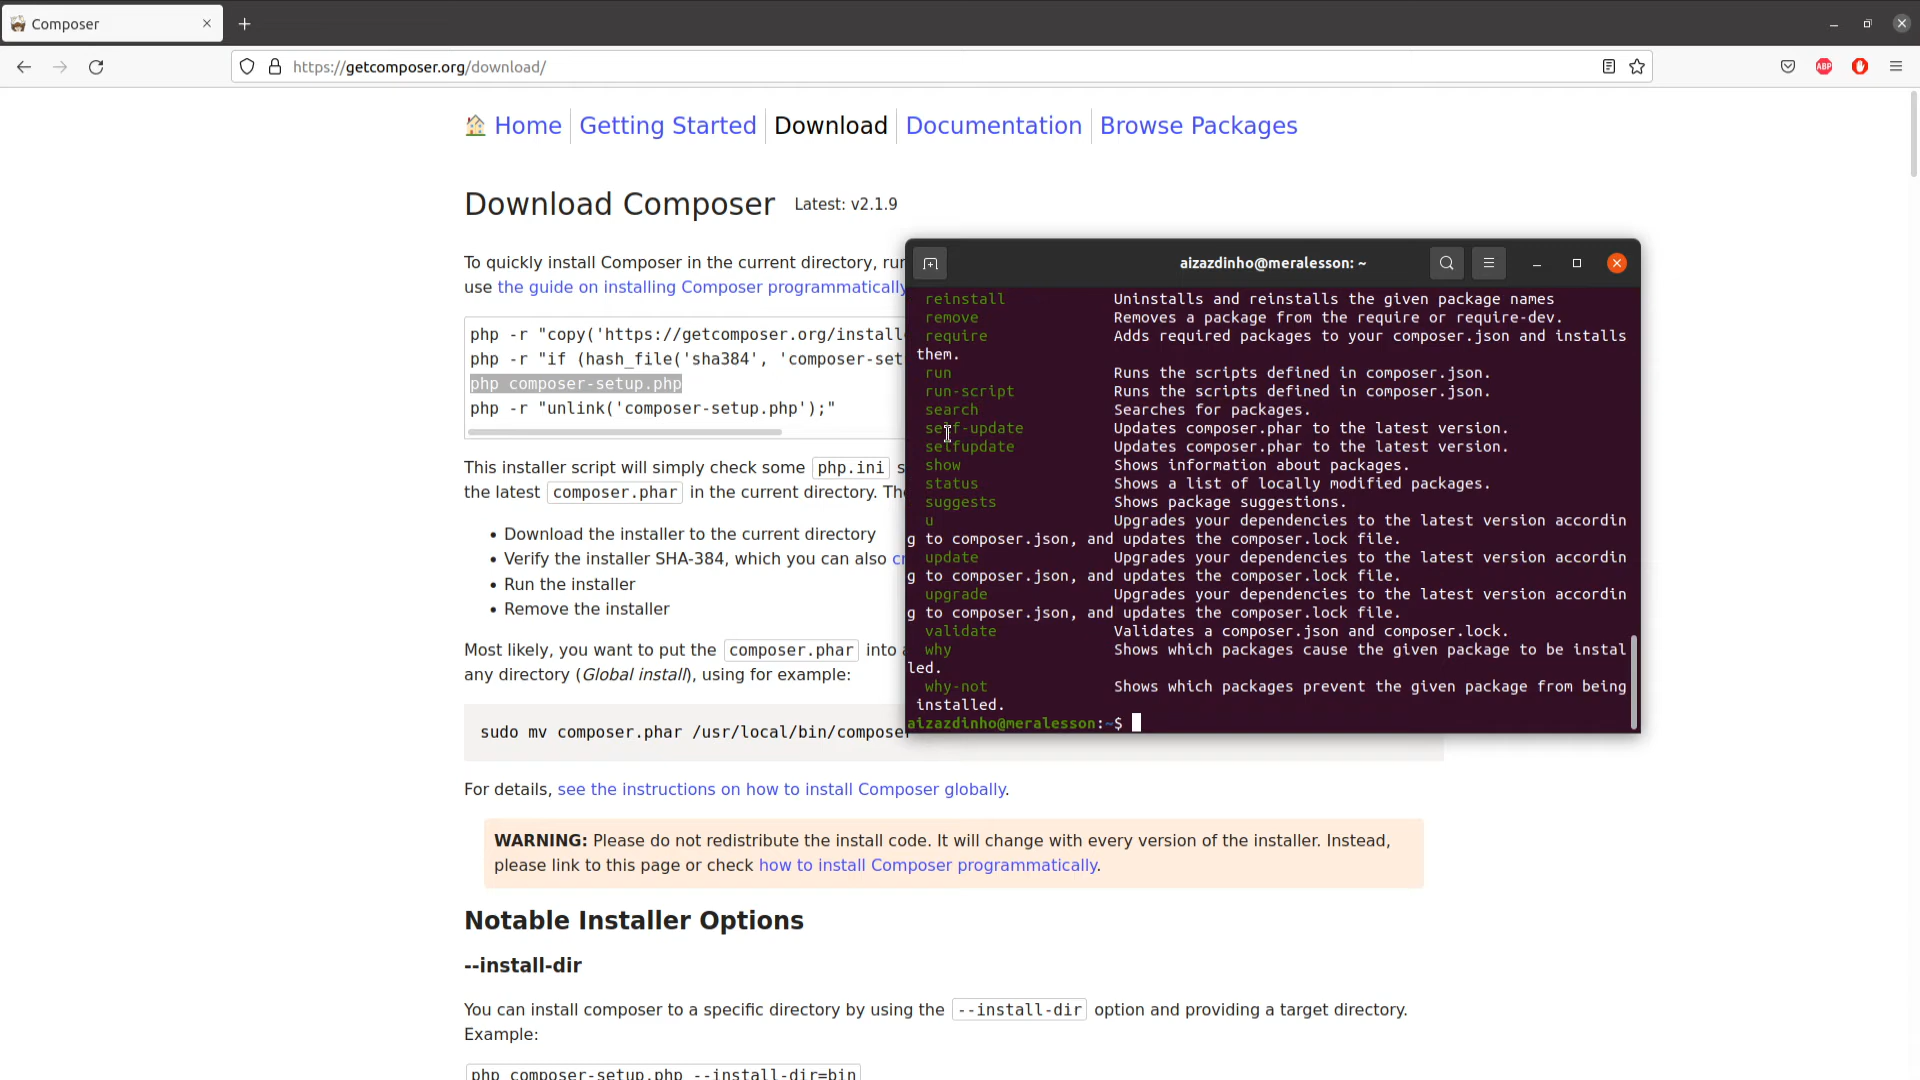 Composer
https://getcomposer.org/download/
ABP
Home
Getting Started
Download
Documentation
Browse Packages
Download Composer Latest: v2.1.9
To quickly install Composer in the current directory, run
use the guide on installing Composer programmatically
php -r "copy('https://getcomposer.org/install
php -r "if (hash_file('sha384', 'composer-set
php composer-setup.php
php -r "unlink('composer-setup.php');"
This installer script will simply check some php.ini s
the latest composer.phar in the current directory. The
• Download the installer to the current directory
• Verify the installer SHA-384, which you can also cr
• Run the installer
• Remove the installer
Most likely, you want to put the composer.phar into a
any directory (Global install), using for example:
sudo mv composer.phar /usr/local/bin/composer
For details, see the instructions on how to install Composer globally.
WARNING: Please do not redistribute the install code. It will change with every version of the installer. Instead,
please link to this page or check how to install Composer programmatically.
Notable Installer Options
--install-dir
You can install composer to a specific directory by using the --install-dir option and providing a target directory.
Example:
php composer-setup.php --install-dir=bin
aizazdinho@meralesson: ~
reinstall Uninstalls and reinstalls the given package names
remove Removes a package from the require or require-dev.
require Adds required packages to your composer.json and installs
them.
run Runs the scripts defined in composer.json.
run-script Runs the scripts defined in composer.json.
search Searches for packages.
self-update Updates composer.phar to the latest version.
selfupdate Updates composer.phar to the latest version.
show Shows information about packages.
status Shows a list of locally modified packages.
suggests Shows package suggestions.
u Upgrades your dependencies to the latest version accordin
g to composer.json, and updates the composer.lock file.
update Upgrades your dependencies to the latest version accordin
g to composer.json, and updates the composer.lock file.
upgrade Upgrades your dependencies to the latest version accordin
g to composer.json, and updates the composer.lock file.
validate Validates a composer.json and composer.lock.
why Shows which packages cause the given package to be instal
led.
why-not Shows which packages prevent the given package from being
installed.
aizazdinho@meralesson:~$